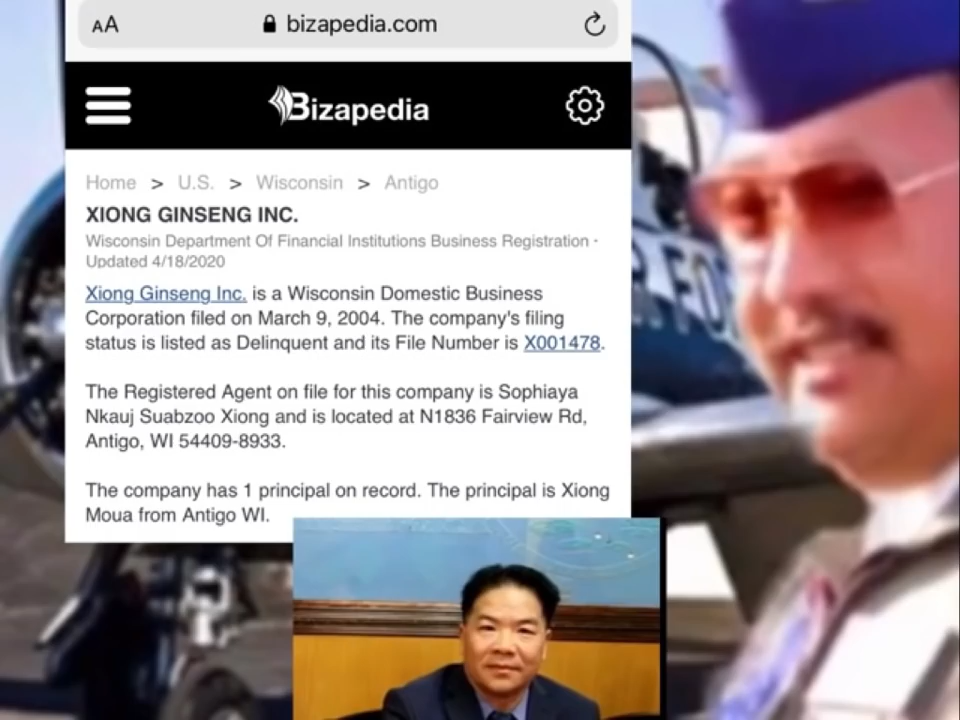 AA bizapedia.com
Bizapedia
Home > U.S. > Wisconsin > Antigo
XIONG GINSENG INC.
Wisconsin Department Of Financial Institutions Business Registration ·
Updated 4/18/2020
Xiong Ginseng Inc. is a Wisconsin Domestic Business
Corporation filed on March 9, 2004. The company's filing
status is listed as Delinquent and its File Number is X001478.
The Registered Agent on file for this company is Sophiaya
Nkauj Suabzoo Xiong and is located at N1836 Fairview Rd,
Antigo, WI 54409-8933.
The company has 1 principal on record. The principal is Xiong
Moua from Antigo WI.